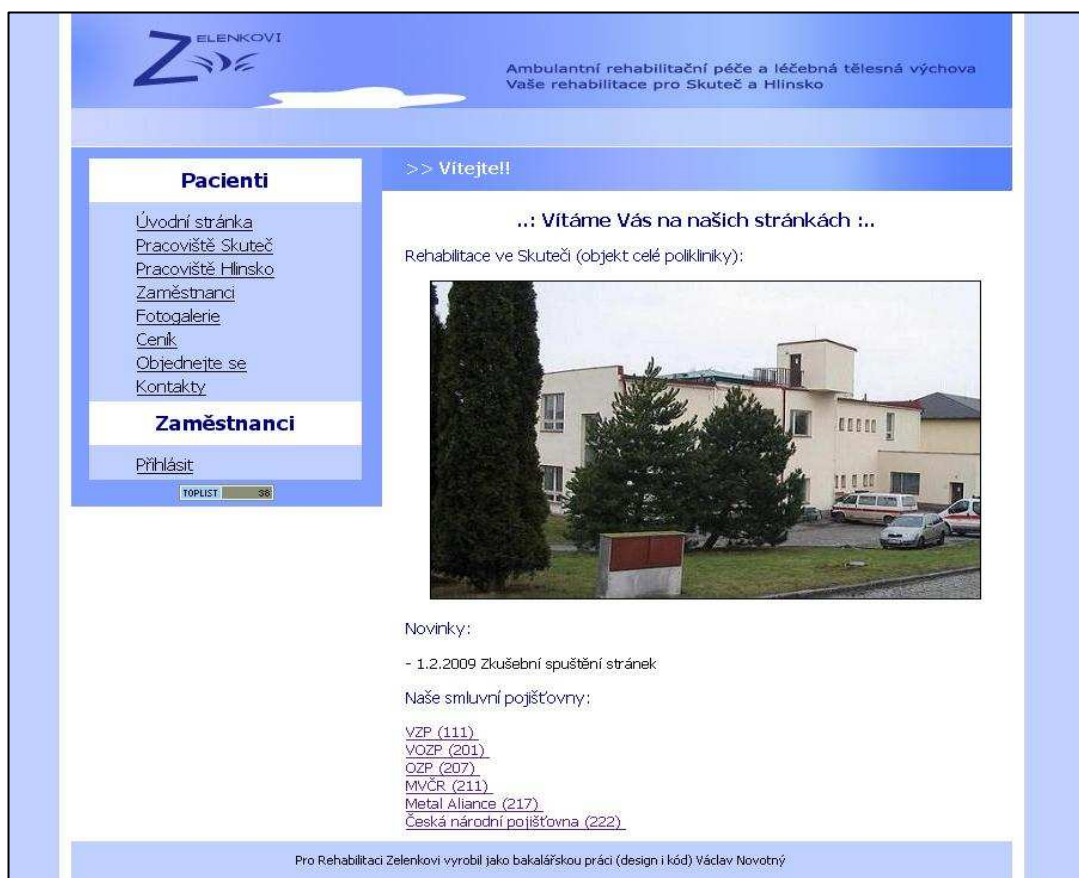 ZELENKOVI
Ambulantní rehabilitační péče a léčebná tělesná výchova
Vaše rehabilitace pro Skuteč a Hlinsko
Pacienti
Úvodní stránka
Pracoviště Skuteč
Pracoviště Hlinsko
Zaměstnanci
Fotogalerie
Ceník
Objednejte se
Kontakty
Zaměstnanci
Přihlásit
TOPLIST 38
>> Vítejte!!
..: Vítáme Vás na našich stránkách :..
Rehabilitace ve Skutečí (objekt celé polikliniky):
Novinky:
- 1.2.2009 Zkušební spuštění stránek
Naše smluvní pojišťovny:
VZP (111)
VOZP (201)
OZP (207)
MVČR (211)
Metal Aliance (217)
Česká národní pojišťovna (222)
Pro Rehabilitaci Zelenkovi vyrobil jako bakalářskou práci (design i kód) Václav Novotný